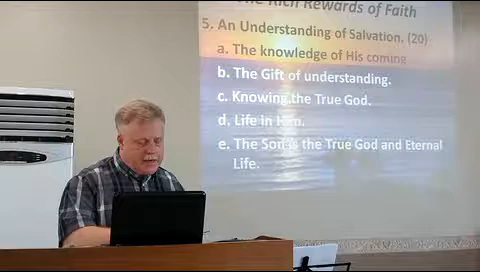 The Rich Rewards of Faith
5. An Understanding of Salvation. (20)
a. The knowledge of His coming
b. The Gift of understanding.
c. Knowing the True God.
d. Life in Him.
e. The Son is the True God and Eternal
Life.